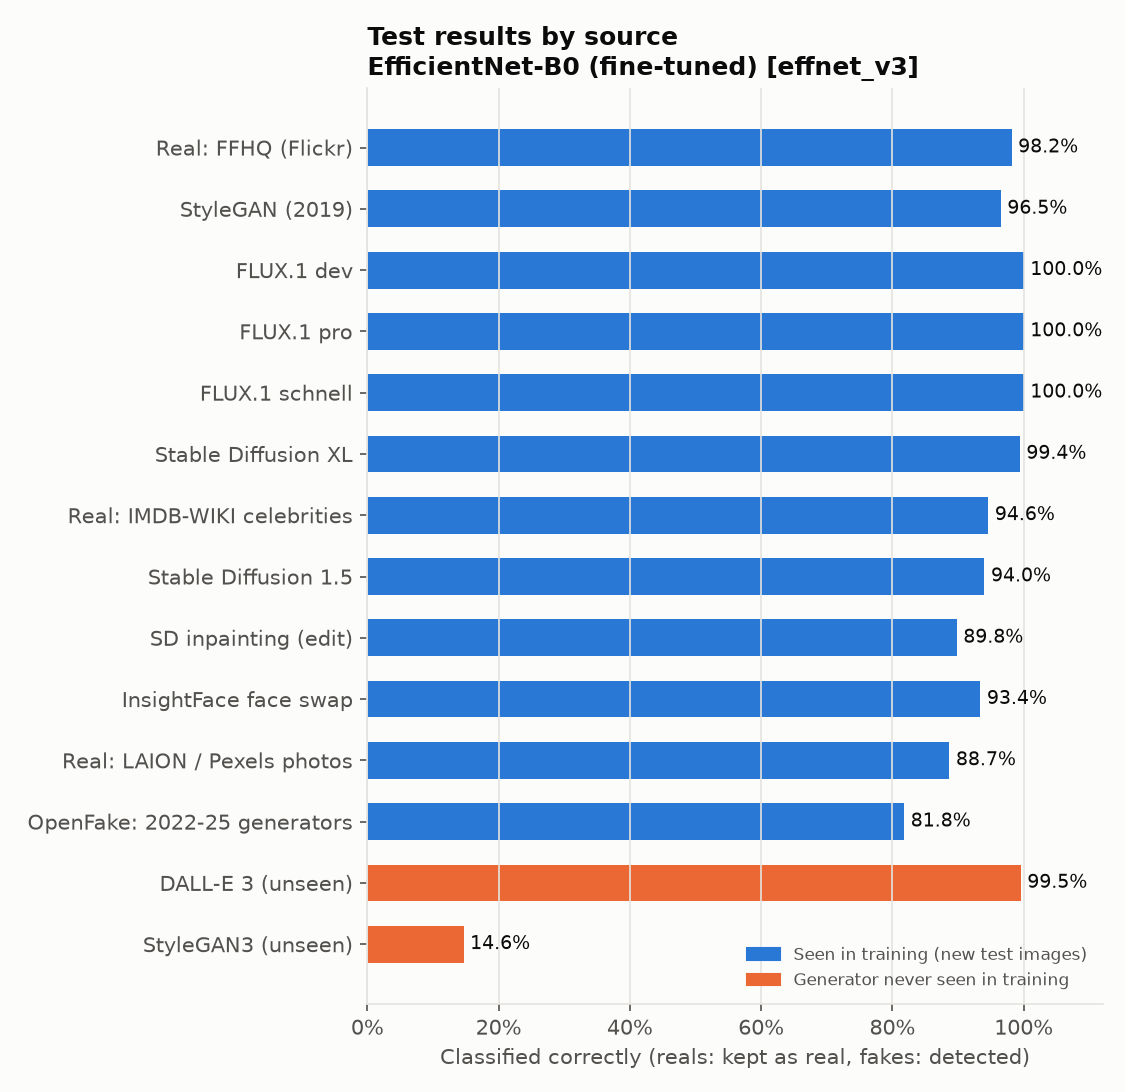 Test results by source
EfficientNet-B0 (fine-tuned) [effnet_v3]
Real: FFHQ (Flickr)
98.2%
StyleGAN (2019)
96.5%
FLUX.1 dev
100.0%
FLUX.1 pro
100.0%
FLUX.1 schnell
100.0%
Stable Diffusion XL
99.4%
Real: IMDB-WIKI celebrities
94.6%
Stable Diffusion 1.5
94.0%
SD inpainting (edit)
89.8%
InsightFace face swap
93.4%
Real: LAION / Pexels photos
88.7%
OpenFake: 2022-25 generators
81.8%
DALL-E 3 (unseen)
99.5%
StyleGAN3 (unseen)
14.6%
Seen in training (new test images)
Generator never seen in training
0%
20%
40%
60%
80%
100%
Classified correctly (reals: kept as real, fakes: detected)